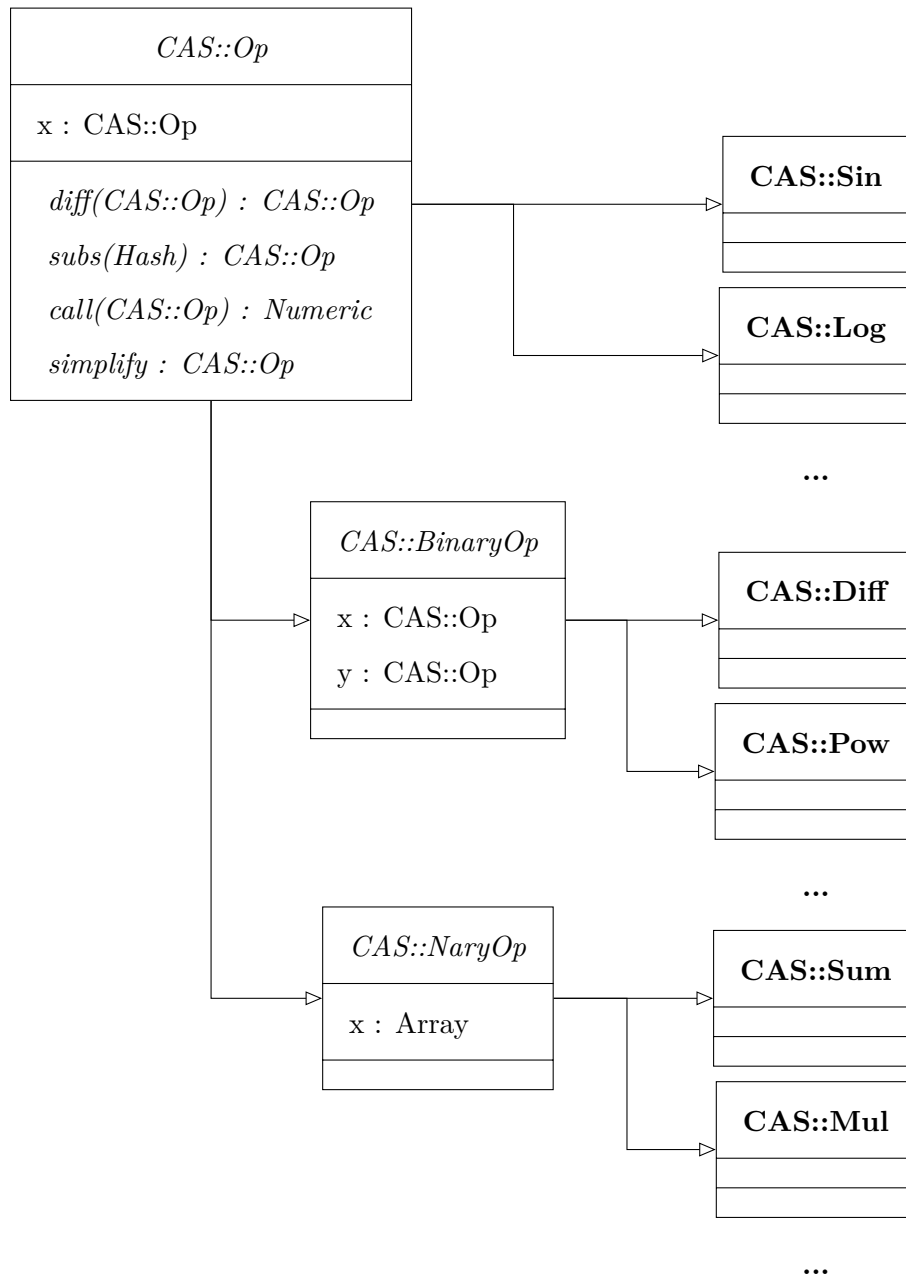 CAS::Op
x : CAS::Op
diff(CAS::Op) : CAS::Op
subs(Hash) : CAS::Op
call(CAS::Op) : Numeric
simplify : CAS::Op
CAS::Sin
CAS::Log
...
CAS::BinaryOp
x : CAS::Op
y : CAS::Op
CAS::Diff
CAS::Pow
...
CAS::NaryOp
x : Array
CAS::Sum
CAS::Mul
...